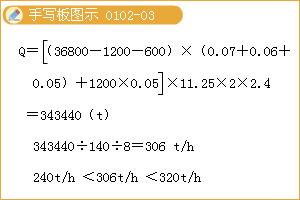 手写板图示 0102-03
Q＝[(36800－1200－600) × (0.07＋0.06＋
0.05) ＋1200×0.05]×11.25×2×2.4
＝343440 (t)
343440÷140÷8＝306 t/h
240t/h ＜306t/h ＜320t/h